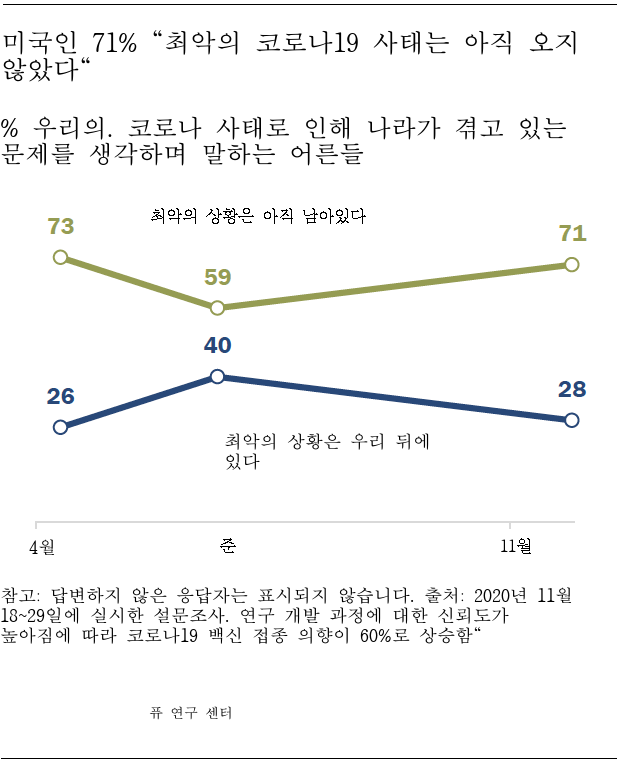 미국인 71% “최악의 코로나19 사태는 아직 오지
않았다“
% 우리의. 코로나 사태로 인해 나라가 겪고 있는
문제를 생각하며 말하는 어른들
최악의 상황은 아직 남아있다
73
59
71
26
40
28
최악의 상황은 우리 뒤에
있다
4월
준
11월
참고: 답변하지 않은 응답자는 표시되지 않습니다. 출처: 2020년 11월
18~29일에 실시한 설문조사. 연구 개발 과정에 대한 신뢰도가
높아짐에 따라 코로나19 백신 접종 의향이 60%로 상승함“
퓨 연구 센터